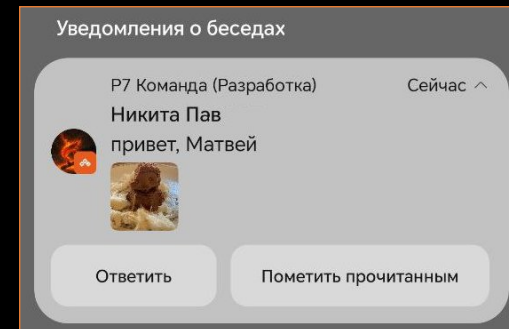 Уведомления о беседах
Р7 Команда (Разработка)
Сейчас
Никита Пав
привет, Матвей
Ответить
Пометить прочитанным